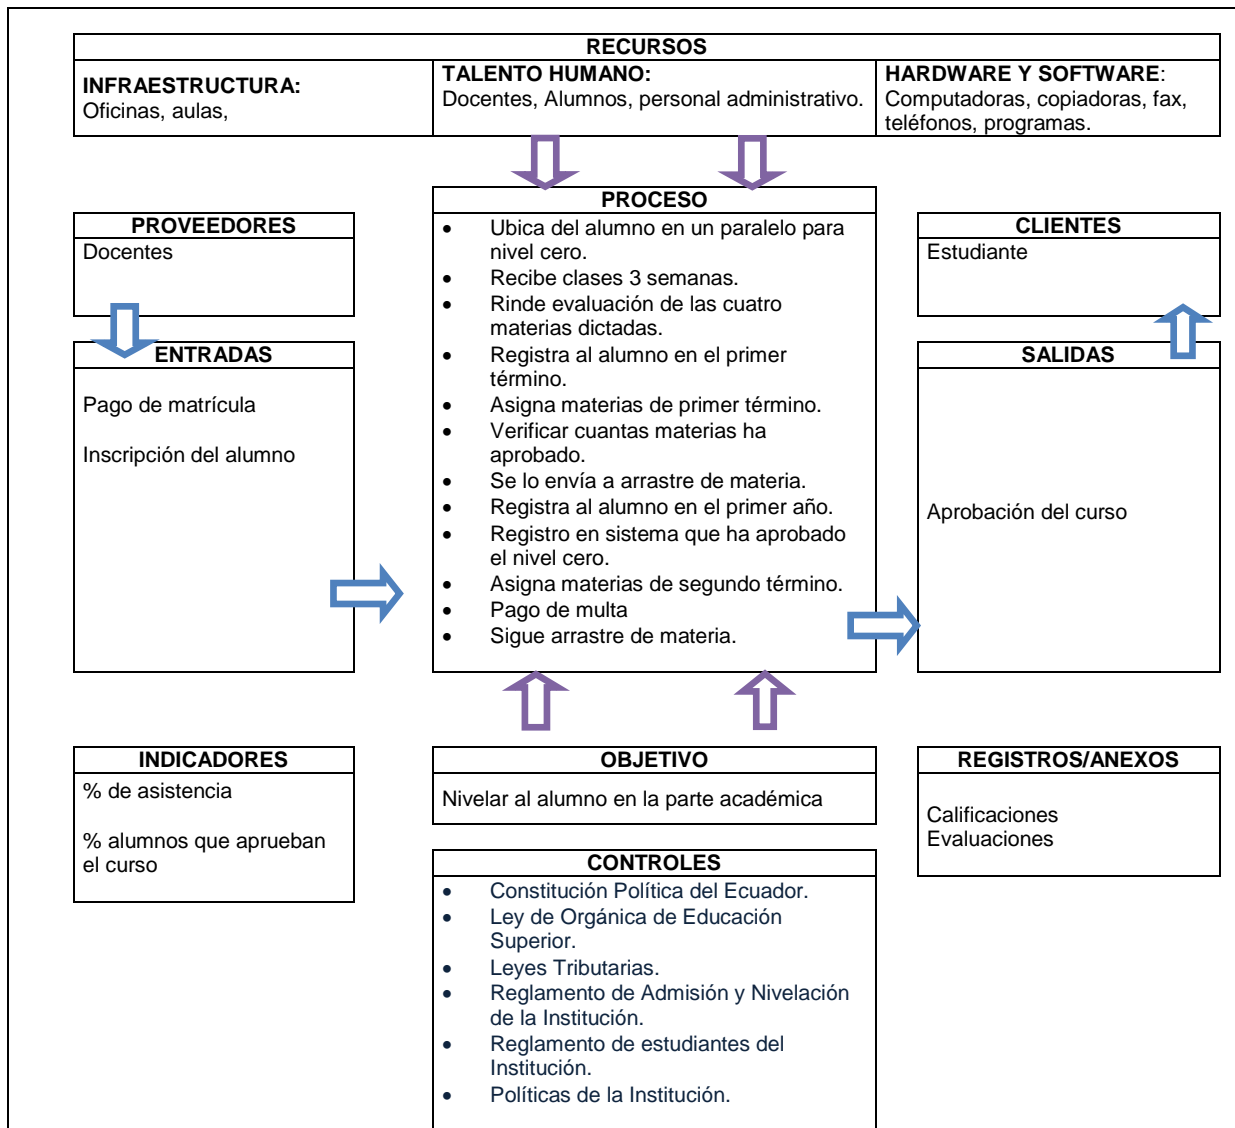 RECURSOS
INFRAESTRUCTURA:
Oficinas, aulas,
TALENTO HUMANO:
Docentes, Alumnos, personal administrativo.
HARDWARE Y SOFTWARE:
Computadoras, copiadoras, fax,
teléfonos, programas.
PROVEEDORES
Docentes
ENTRADAS
Pago de matrícula
Inscripción del alumno
PROCESO
• Ubica del alumno en un paralelo para
nivel cero.
• Recibe clases 3 semanas.
• Rinde evaluación de las cuatro
materias dictadas.
• Registra al alumno en el primer
término.
• Asigna materias de primer término.
• Verificar cuantas materias ha
aprobado.
• Se lo envía a arrastre de materia.
• Registra al alumno en el primer año.
• Registro en sistema que ha aprobado
el nivel cero.
• Asigna materias de segundo término.
• Pago de multa
• Sigue arrastre de materia.
CLIENTES
Estudiante
SALIDAS
Aprobación del curso
INDICADORES
% de asistencia
% alumnos que aprueban
el curso
OBJETIVO
Nivelar al alumno en la parte académica
REGISTROS/ANEXOS
Calificaciones
Evaluaciones
CONTROLES
• Constitución Política del Ecuador.
• Ley de Orgánica de Educación
Superior.
• Leyes Tributarias.
• Reglamento de Admisión y Nivelación
de la Institución.
• Reglamento de estudiantes del
Institución.
• Políticas de la Institución.